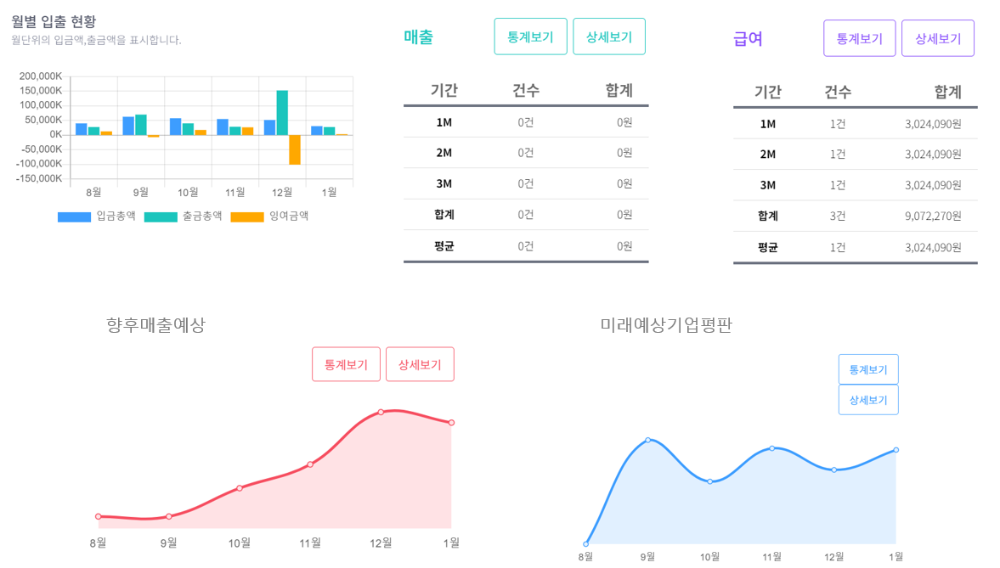 월별 입출 현황
월단위의 입금액,출금액을 표시합니다.
200,000K
150,000K
100,000K
50,000K
0K
-50,000K
-100,000K
-150,000K
8월 9월 10월 11월 12월 1월
입금총액 출금총액 잉여금액
매출 통계보기 상세보기
기간 건수 합계
1M 0건 0원
2M 0건 0원
3M 0건 0원
합계 0건 0원
평균 0건 0원
급여 통계보기 상세보기
기간 건수 합계
1M 1건 3,024,090원
2M 1건 3,024,090원
3M 1건 3,024,090원
합계 3건 9,072,270원
평균 1건 3,024,090원
향후매출예상
통계보기 상세보기
8월 9월 10월 11월 12월 1월
미래예상기업평판
통계보기
상세보기
8월 9월 10월 11월 12월 1월